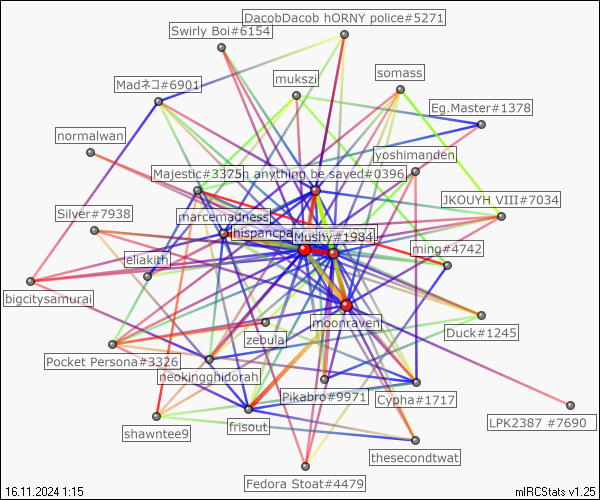 DacobDacob hORNY police#5271
Swirly Boi#6154
somass
mukszi
Madネコ#6901
Eg.Master#1378
normalwan
yoshimanden
Majestic#3375
in anything be saved#0396
JKOUYH_VIII#7034
Silver#7938
marcemadness
hispancpa
Mushy#1984
ming#4742
eliakith
bigcitysamurai
moonraven
Duck#1245
zebula
Pocket Persona#3326
neokingghidorah
Pikabro#9971
Cypha#1717
LPK2387 #7690
shawntee9
frisout
thesecondtwat
Fedora Stoat#4479
16.11.2024 1:15
mIRCStats v1.25